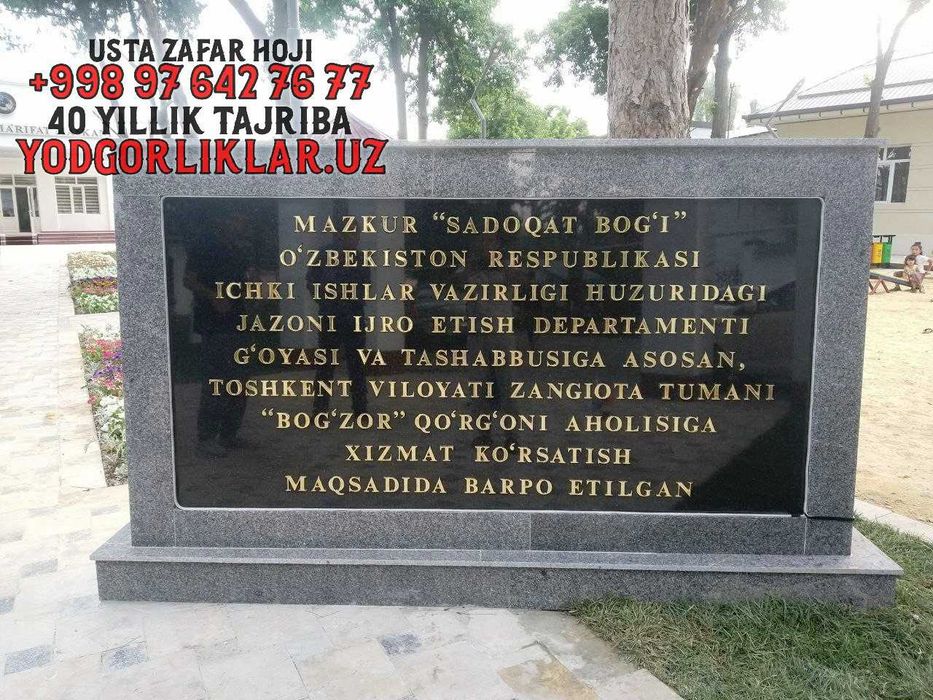 USTA ZAFAR HOJI
+998 97 642 76 77
40 YILLIK TAJRIBA
YODGORLIKLAR.UZ
MAZKUR “SADOQAT BOG‘I”
O‘ZBEKISTON RESPUBLIKASI
ICHKI ISHLAR VAZIRLIGI HUZURIDAGI
JAZONI IJRO ETISH DEPARTAMENTI
G‘OYASI VA TASHABBUSIGA ASOSAN,
TOSHKENT VILOYATI ZANGIOTA TUMANI
“BOG‘ZOR” QO‘RG‘ONI AHOLISIGA
XIZMAT KO‘RSATISH
MAQSADIDA BARPO ETILGAN